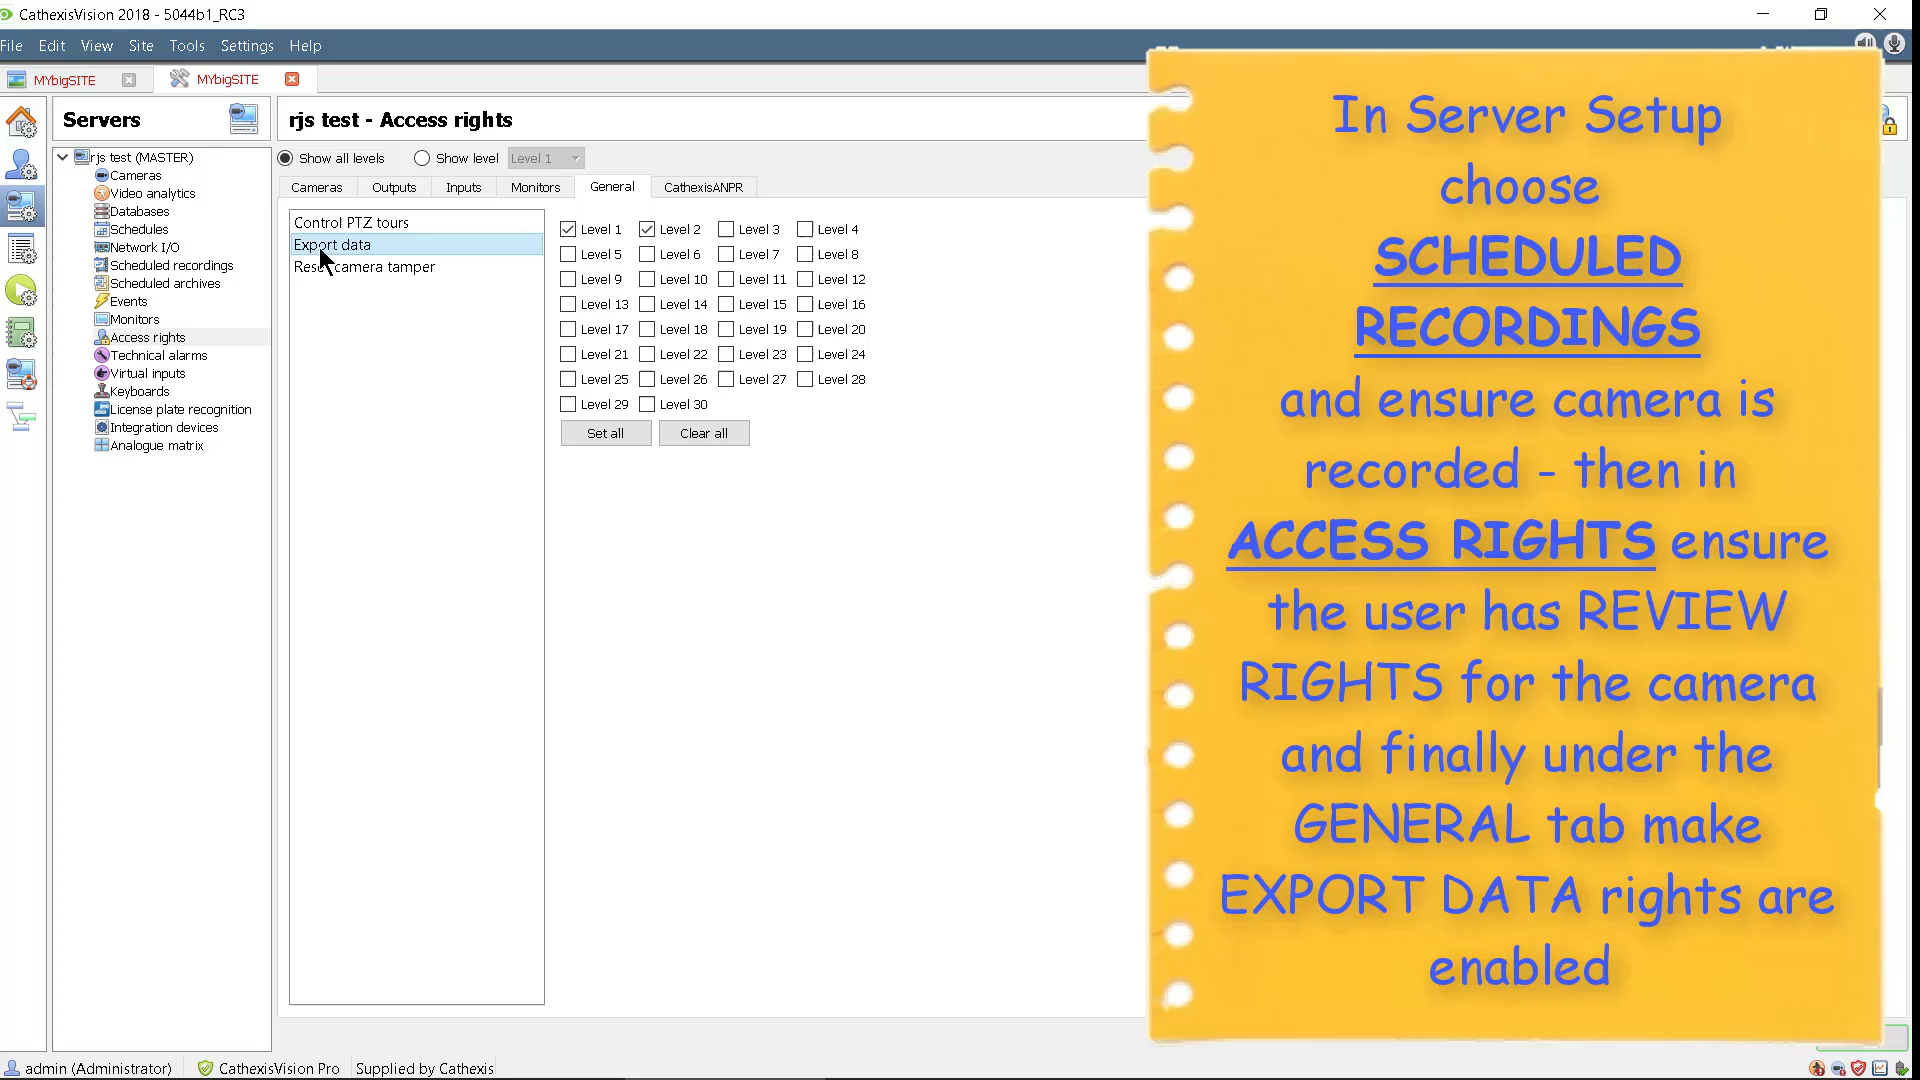 CathexisVision 2018 - 5044b1_RC3
File Edit View Site Tools Settings Help
MYbigSITE MYbigSITE
Servers
rjs test - Access rights
rjs test (MASTER)
Cameras
Video analytics
Databases
Schedules
Network I/O
Scheduled recordings
Scheduled archives
Events
Monitors
Access rights
Technical alarms
Virtual inputs
Keyboards
License plate recognition
Integration devices
Analogue matrix
Show all levels Show level Level 1
Cameras Outputs Inputs Monitors General CathexisANPR
Control PTZ tours
Export data
camera tamper
Level 1 Level 2 Level 3 Level 4
Level 5 Level 6 Level 7 Level 8
Level 9 Level 10 Level 11 Level 12
Level 13 Level 14 Level 15 Level 16
Level 17 Level 18 Level 19 Level 20
Level 21 Level 22 Level 23 Level 24
Level 25 Level 26 Level 27 Level 28
Level 29 Level 30
Set all Clear all
In Server Setup
choose
SCHEDULED
RECORDINGS
and ensure camera is
recorded - then in
ACCESS RIGHTS ensure
the user has REVIEW
RIGHTS for the camera
and finally under the
GENERAL tab make
EXPORT DATA rights are
enabled
admin (Administrator) CathexisVision Pro Supplied by Cathexis